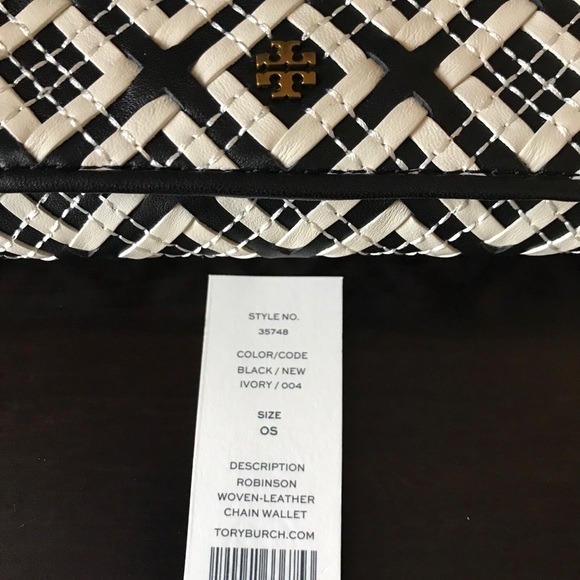 STYLE NO.
35748
COLOR/CODE
BLACK / NEW
IVORY / 004
SIZE
OS
DESCRIPTION
ROBINSON
WOVEN-LEATHER
CHAIN WALLET
TORYBURCH.COM